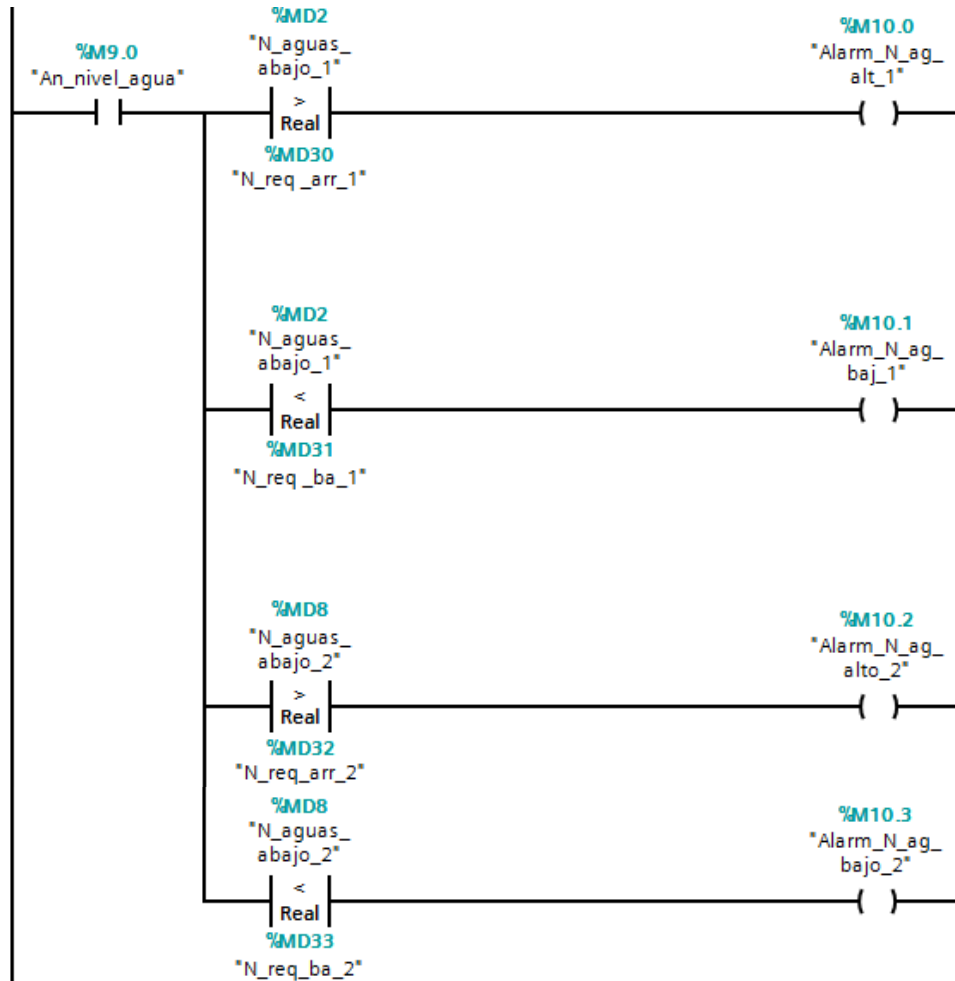 %MD2
"N_aguas_
abajo_1"
%M10.0
"Alarm_N_ag_
alt_1"
%M9.0
"An_nivel_agua"
>
Real
%MD30
"N_req _arr_1"
%MD2
"N_aguas_
abajo_1"
%M10.1
"Alarm_N_ag_
baj_1"
<
Real
%MD31
"N_req _ba_1"
%MD8
"N_aguas_
abajo_2"
%M10.2
"Alarm_N_ag_
alto_2"
>
Real
%MD32
"N_req_arr_2"
%MD8
"N_aguas_
abajo_2"
%M10.3
"Alarm_N_ag_
bajo_2"
<
Real
%MD33
"N_req_ba_2"